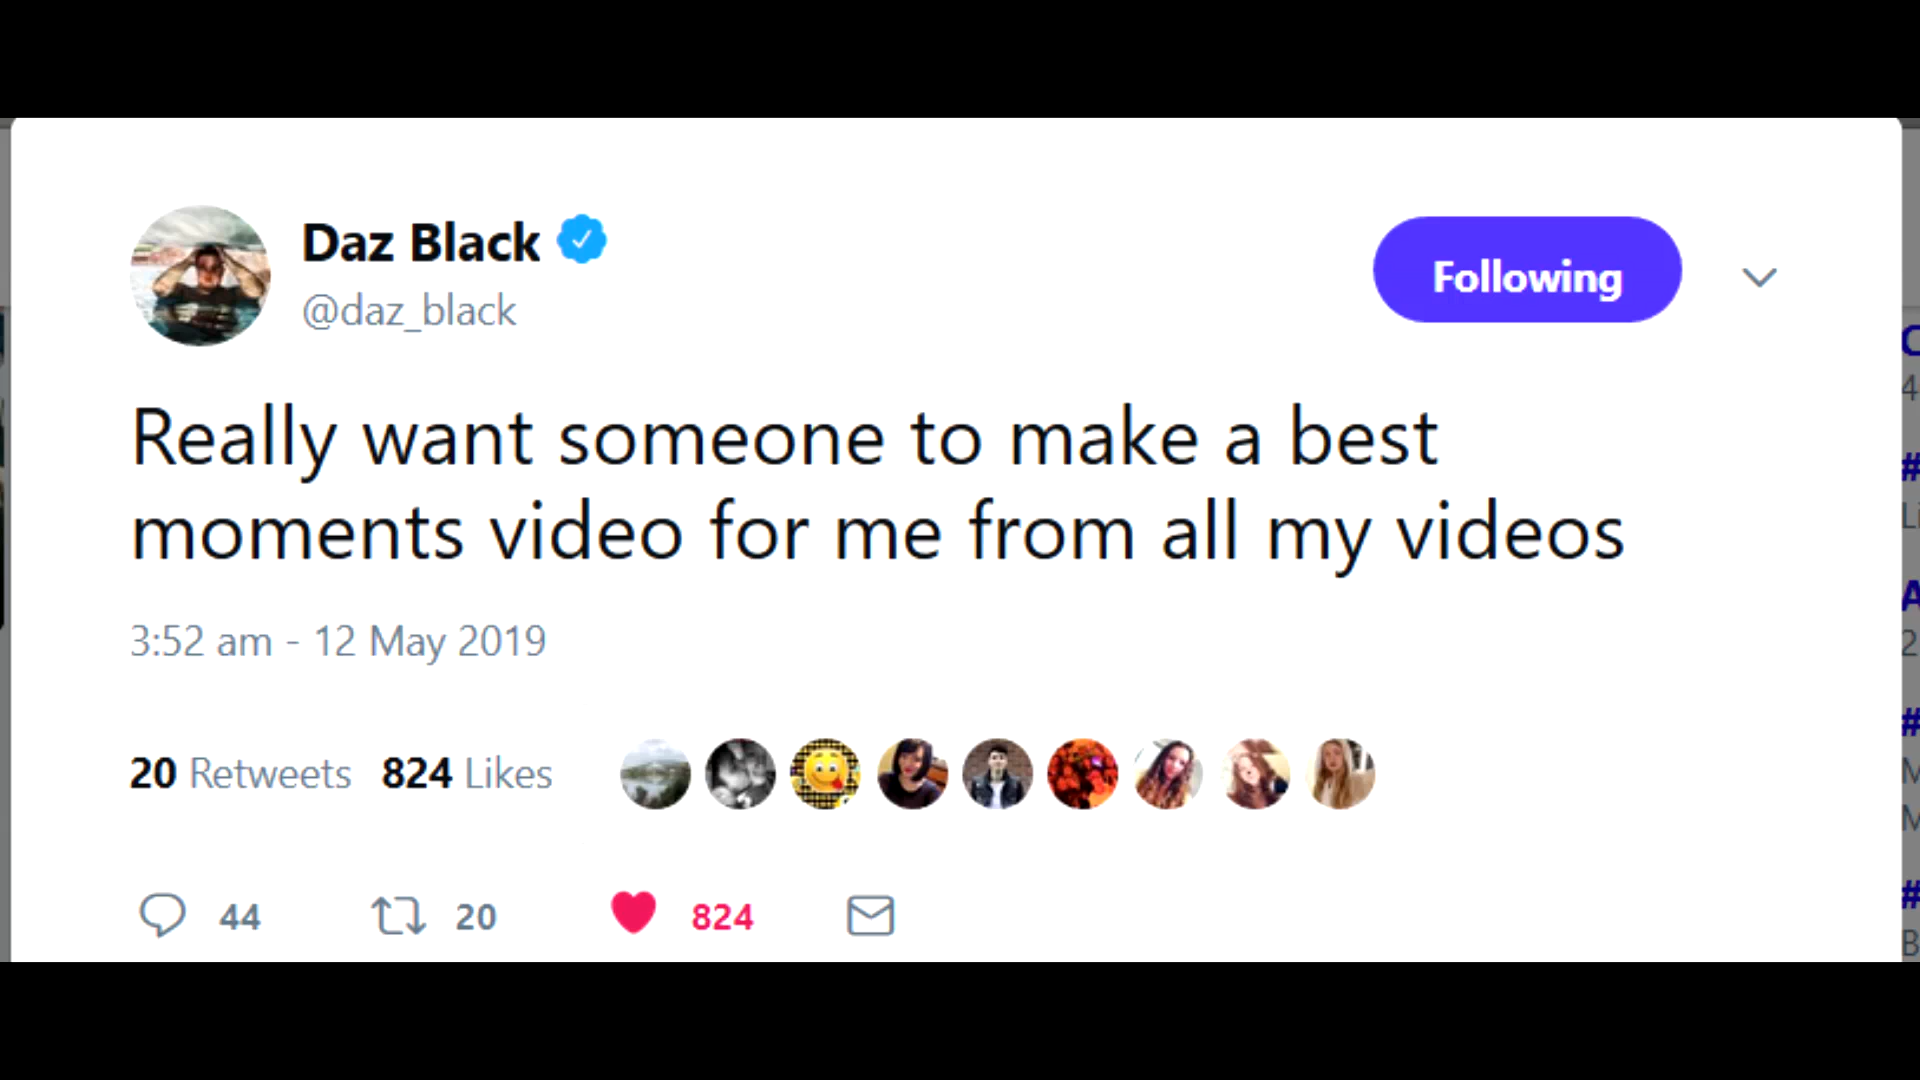 Daz Black
@daz_black
Following
Really want someone to make a best
moments video for me from all my videos
3:52 am - 12 May 2019
20 Retweets 824 Likes
44 20 824